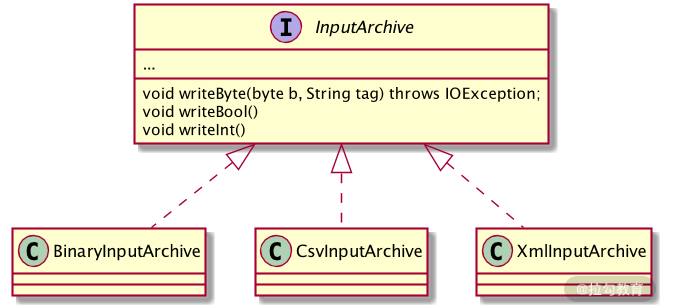 I InputArchive
...
void writeByte(byte b, String tag) throws IOException;
void writeBool()
void writeInt()
C BinaryInputArchive
C CsvInputArchive
C XmlInputArchive
@拉勾教育